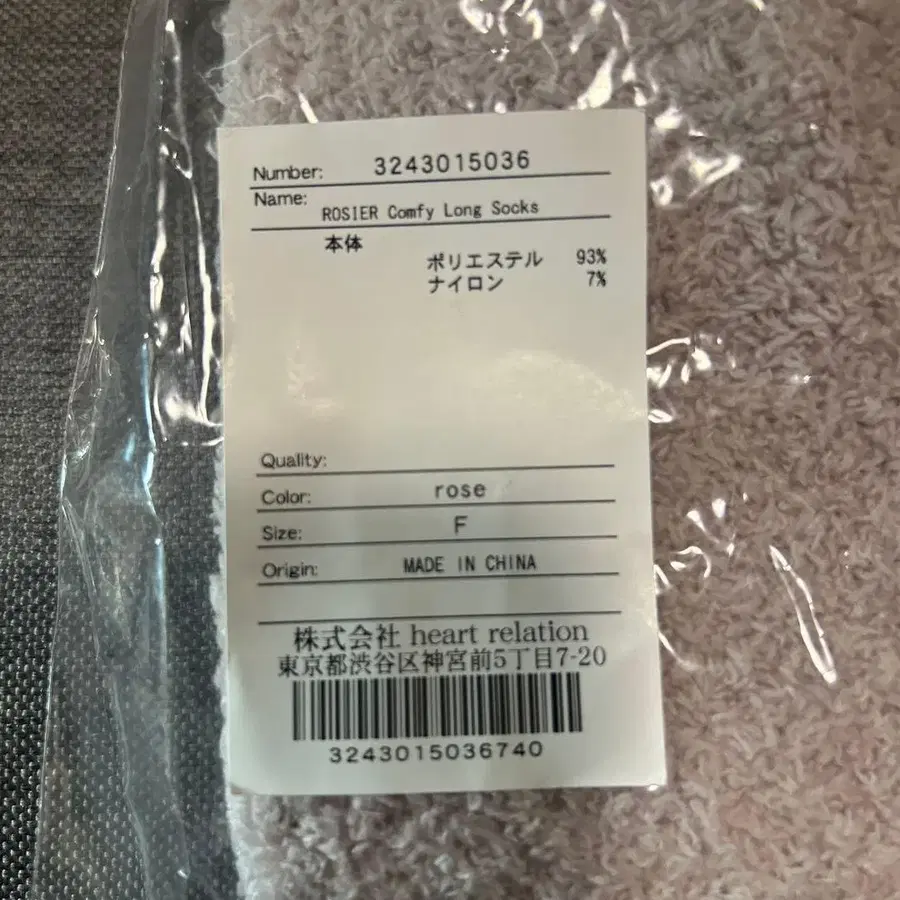 Number: 3243015036
Name: ROSIER Comfy Long Socks
本体
ポリエステル 93%
ナイロン 7%
Quality:
Color: rose
Size: F
Origin: MADE IN CHINA
株式会社 heart relation
東京都渋谷区神宮前5丁目7-20
3243015036740